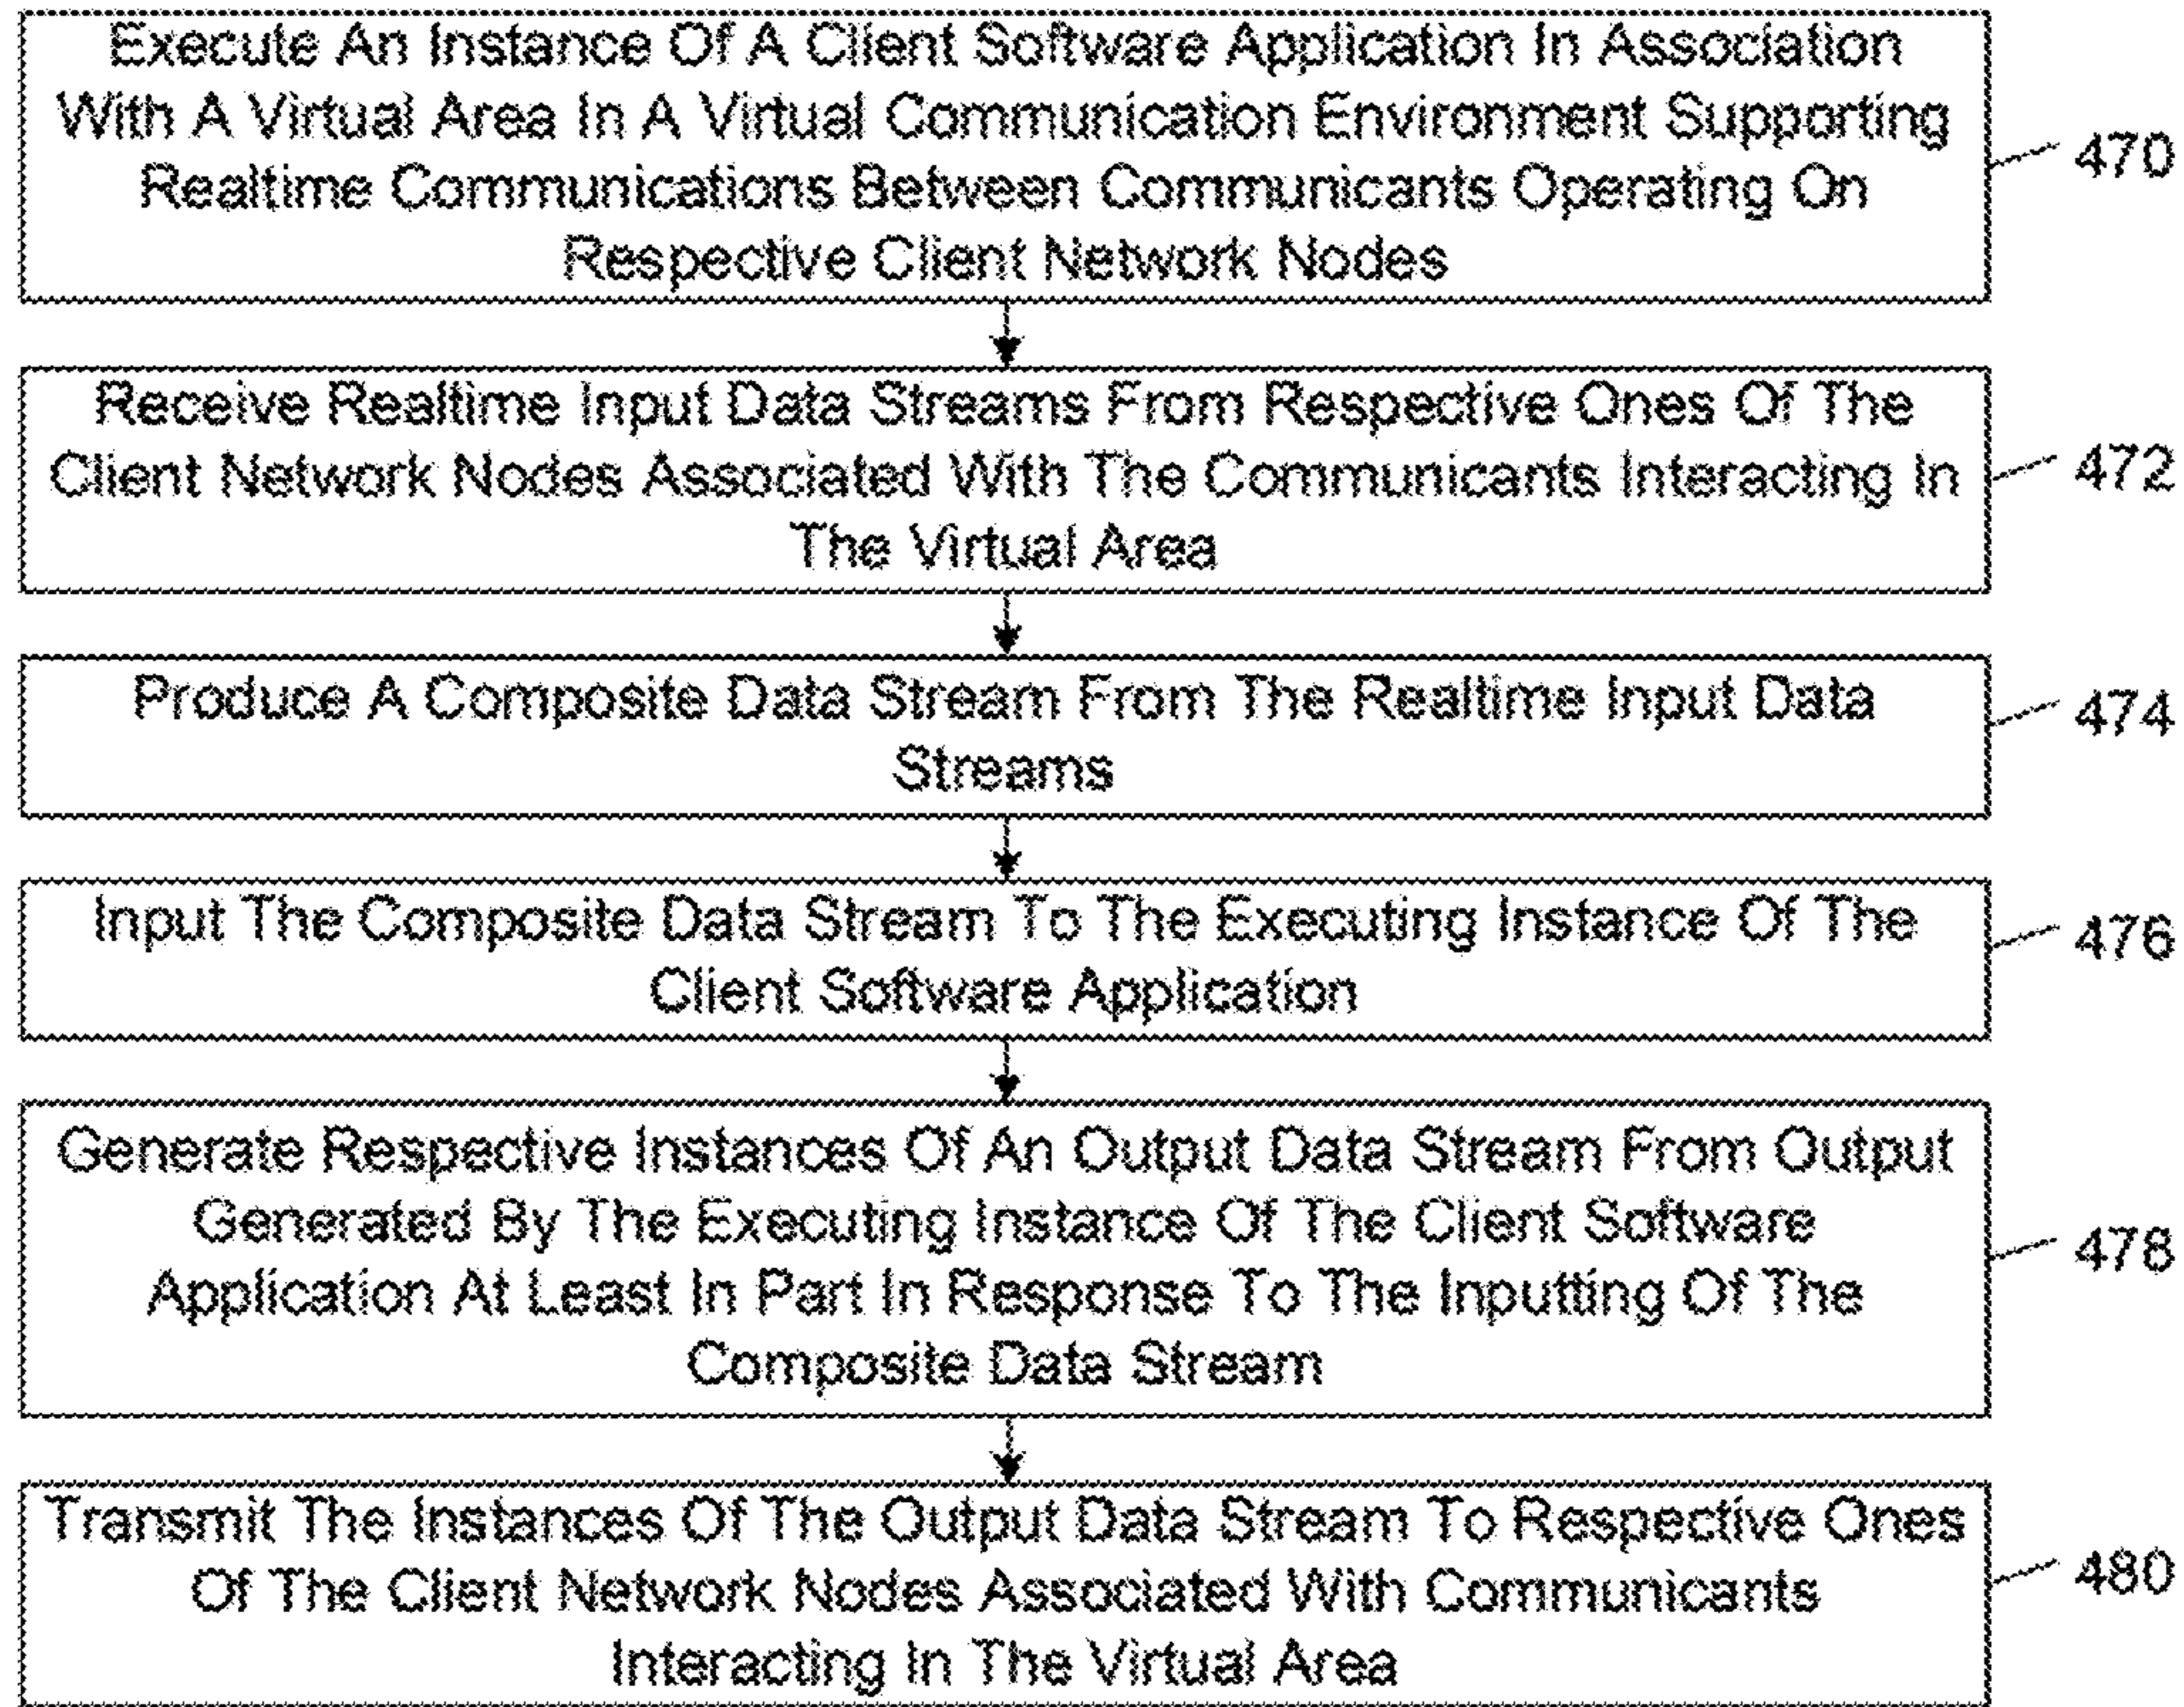 Execute An Instance Of A Client Software Application In Association
With A Virtual Area In A Virtual Communication Environment Supporting
Realtime Communications Between Communicants Operating On
Respective Client Network Nodes
470
Receive Realtime Input Data Streams From Respective Ones Of The
Client Network Nodes Associated With The Communicants Interacting In
The Virtual Area
472
Produce A Composite Data Stream From The Realtime Input Data
Streams
474
Input The Composite Data Stream To The Executing Instance Of The
Client Software Application
476
Generate Respective Instances Of An Output Data Stream From Output
Generated By The Executing Instance Of The Client Software
Application At Least In Part In Response To The Inputting Of The
Composite Data Stream
478
Transmit The Instances Of The Output Data Stream To Respective Ones
Of The Client Network Nodes Associated With Communicants
Interacting In The Virtual Area
480